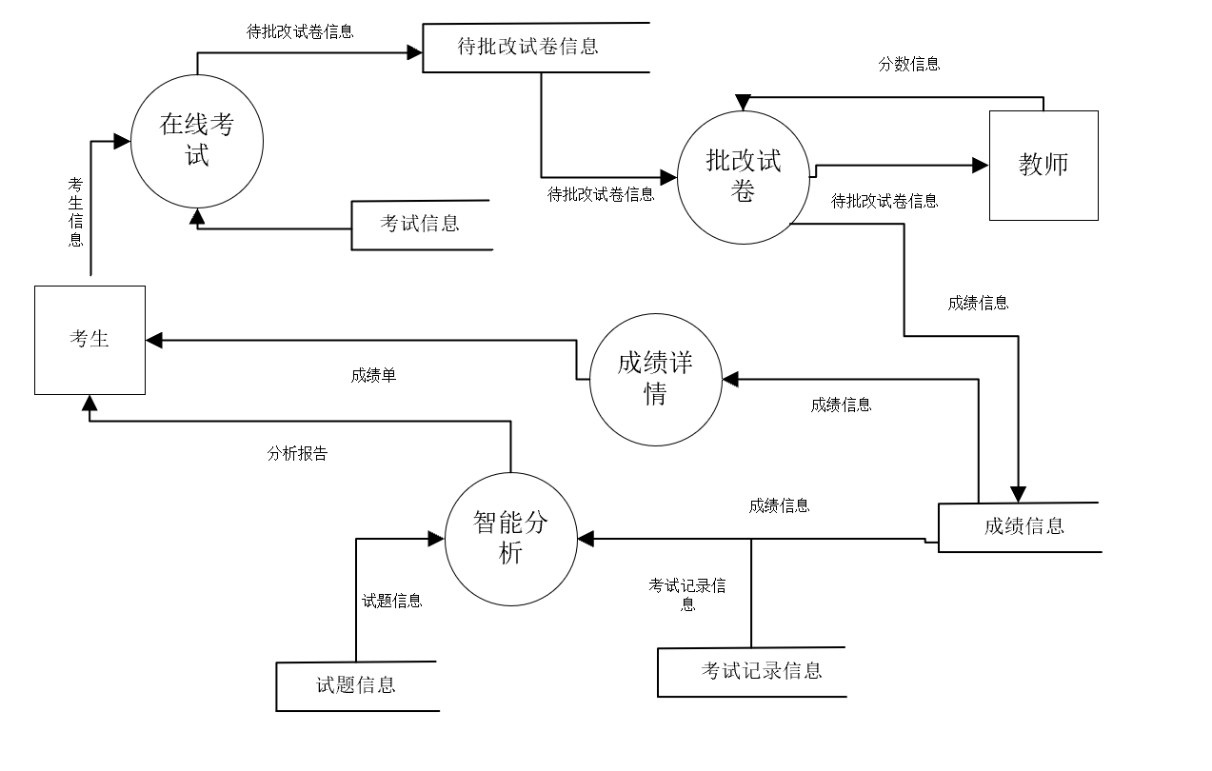 待批改试卷信息
待批改试卷信息
分数信息
在线考
试
批改试
卷
教师
考
生
信
息
待批改试卷信息
待批改试卷信息
考试信息
成绩信息
考生
成绩详
情
成绩单
成绩信息
分析报告
成绩信息
智能分
析
成绩信息
试题信息
考试记录信
息
试题信息
考试记录信息